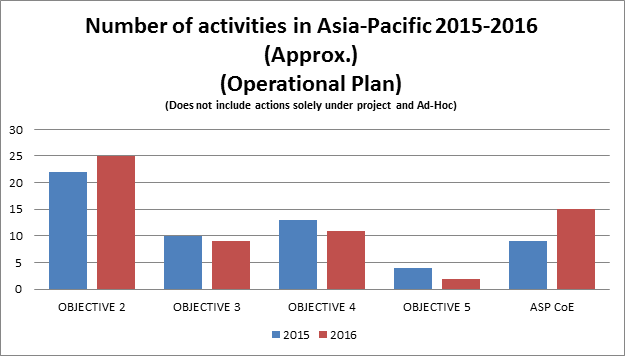 Number of activities in Asia-Pacific 2015-2016
(Approx.)
(Operational Plan)
(Does not include actions solely under project and Ad-Hoc)
30
25
20
15
10
5
0
OBJECTIVE 2 OBJECTIVE 3 OBJECTIVE 4 OBJECTIVE 5 ASP CoE
2015 2016